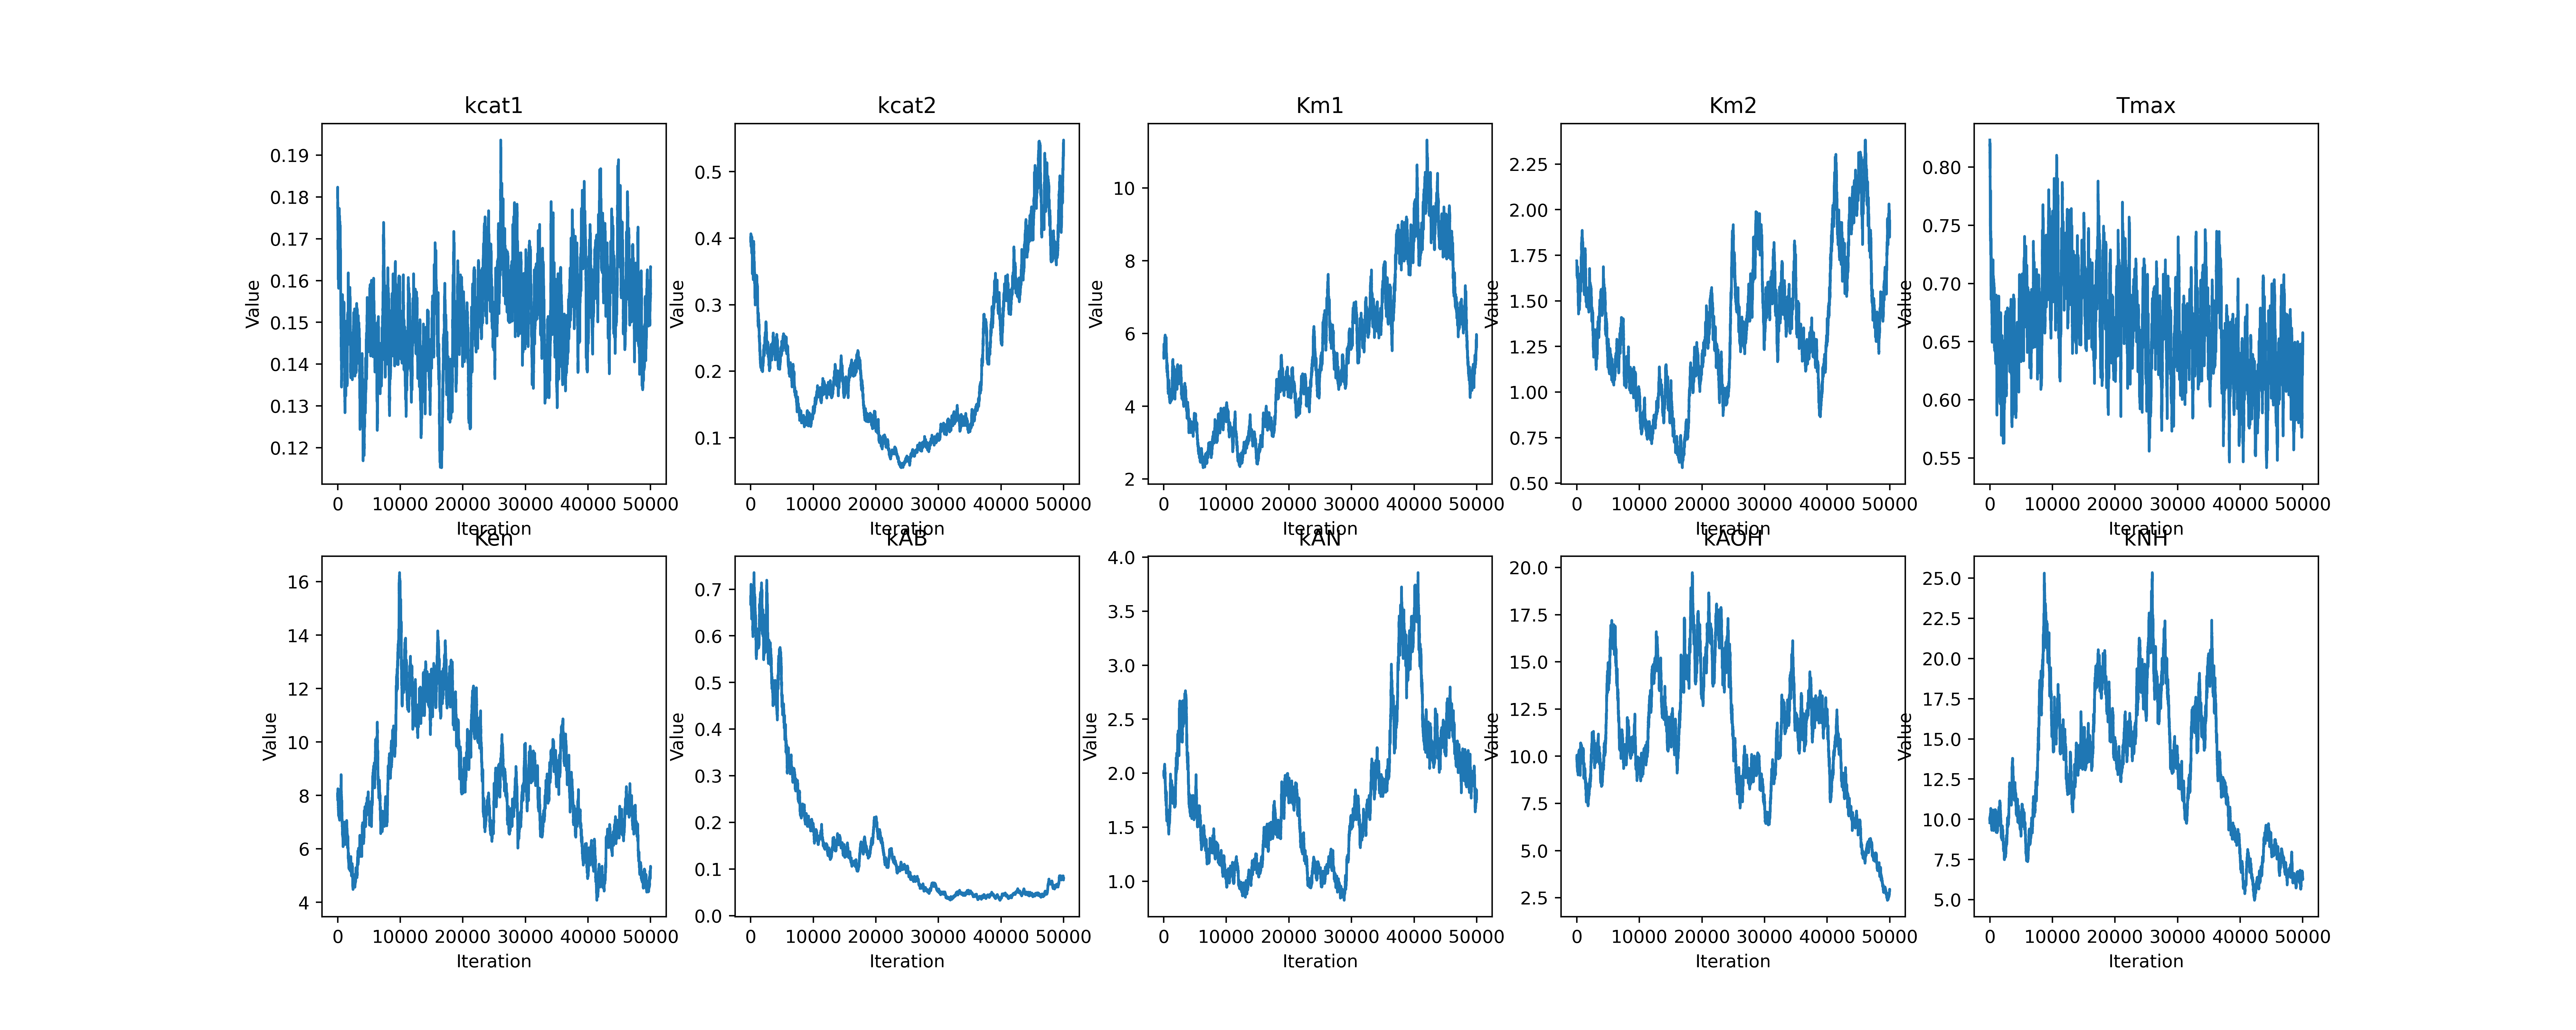 kcat1
kcat2
Km1
Km2
Tmax
0.19
0.18
0.17
0.16
0.15
0.14
0.13
0.12
Value
0 10000 20000 30000 40000 50000
Iteration
0.5
0.4
0.3
0.2
0.1
Value
0 10000 20000 30000 40000 50000
Iteration
10
8
6
4
2
Value
0 10000 20000 30000 40000 50000
Iteration
2.25
2.00
1.75
1.50
1.25
1.00
0.75
0.50
Value
0 10000 20000 30000 40000 50000
Iteration
0.80
0.75
0.70
0.65
0.60
0.55
Value
0 10000 20000 30000 40000 50000
Iteration
Ken
kAB
kAN
kAOH
kNH
16
14
12
10
8
6
4
Value
0 10000 20000 30000 40000 50000
Iteration
0.7
0.6
0.5
0.4
0.3
0.2
0.1
0.0
Value
0 10000 20000 30000 40000 50000
Iteration
4.0
3.5
3.0
2.5
2.0
1.5
1.0
Value
0 10000 20000 30000 40000 50000
Iteration
20.0
17.5
15.0
12.5
10.0
7.5
5.0
2.5
Value
0 10000 20000 30000 40000 50000
Iteration
25.0
22.5
20.0
17.5
15.0
12.5
10.0
7.5
5.0
Value
0 10000 20000 30000 40000 50000
Iteration